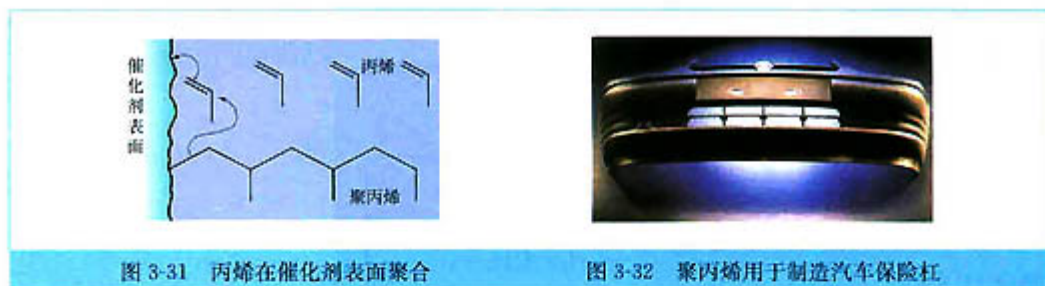 催化剂表面
丙烯
聚丙烯
图 3-31 丙烯在催化剂表面聚合
图 3-32 聚丙烯用于制造汽车保险杠